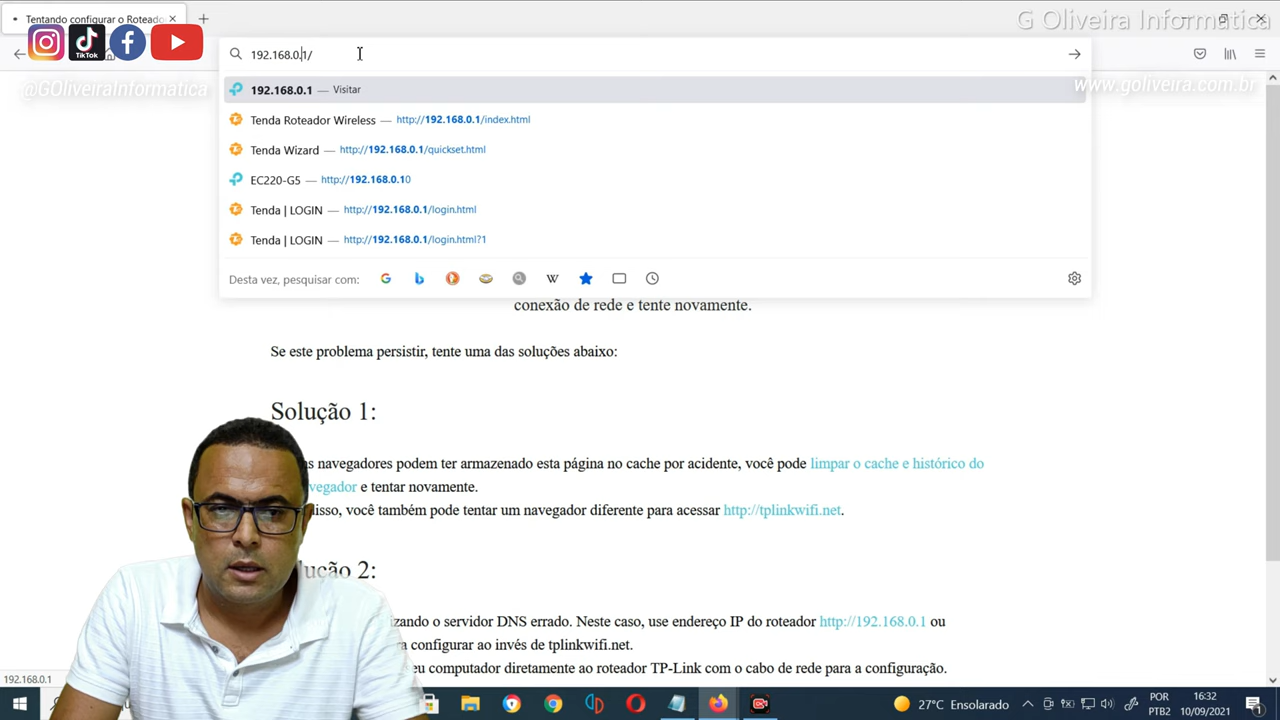 Tentando configurar o Roteado
G Oliveira Informática
TikTok
192.168.0.1/
@GOliveiraInformatica
www.goliveira.com.br
192.168.0.1 — Visitar
Tenda Roteador Wireless — http://192.168.0.1/index.html
Tenda Wizard — http://192.168.0.1/quickset.html
EC220-G5 — http://192.168.0.10
Tenda | LOGIN — http://192.168.0.1/login.html
Tenda | LOGIN — http://192.168.0.1/login.html?1
Desta vez, pesquisar com:
conexão de rede e tente novamente.
Se este problema persistir, tente uma das soluções abaixo:
Solução 1:
navegadores podem ter armazenado esta página no cache por acidente, você pode limpar o cache e histórico do
vegador e tentar novamente.
disso, você também pode tentar um navegador diferente para acessar http://tplinkwifi.net.
lução 2:
izando o servidor DNS errado. Neste caso, use endereço IP do roteador http://192.168.0.1 ou
a configurar ao invés de tplinkwifi.net.
eu computador diretamente ao roteador TP-Link com o cabo de rede para a configuração.
192.168.0.1
27°C Ensolarado
POR
PTB2
16:32
10/09/2021
1